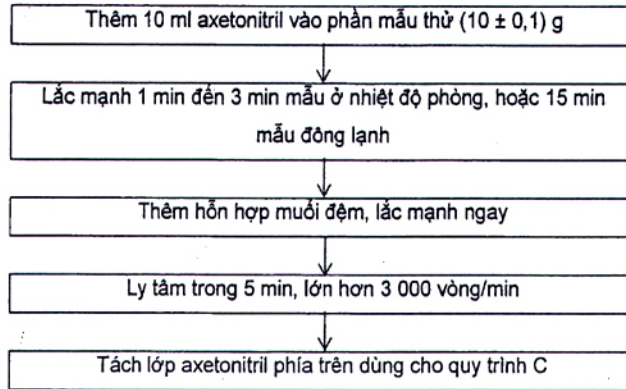 Thêm 10 ml axetonitril vào phần mẫu thử (10 ± 0,1) g
Lắc mạnh 1 min đến 3 min mẫu ở nhiệt độ phòng, hoặc 15 min
mẫu đông lạnh
Thêm hỗn hợp muối đệm, lắc mạnh ngay
Ly tâm trong 5 min, lớn hơn 3 000 vòng/min
Tách lớp axetonitril phía trên dùng cho quy trình C